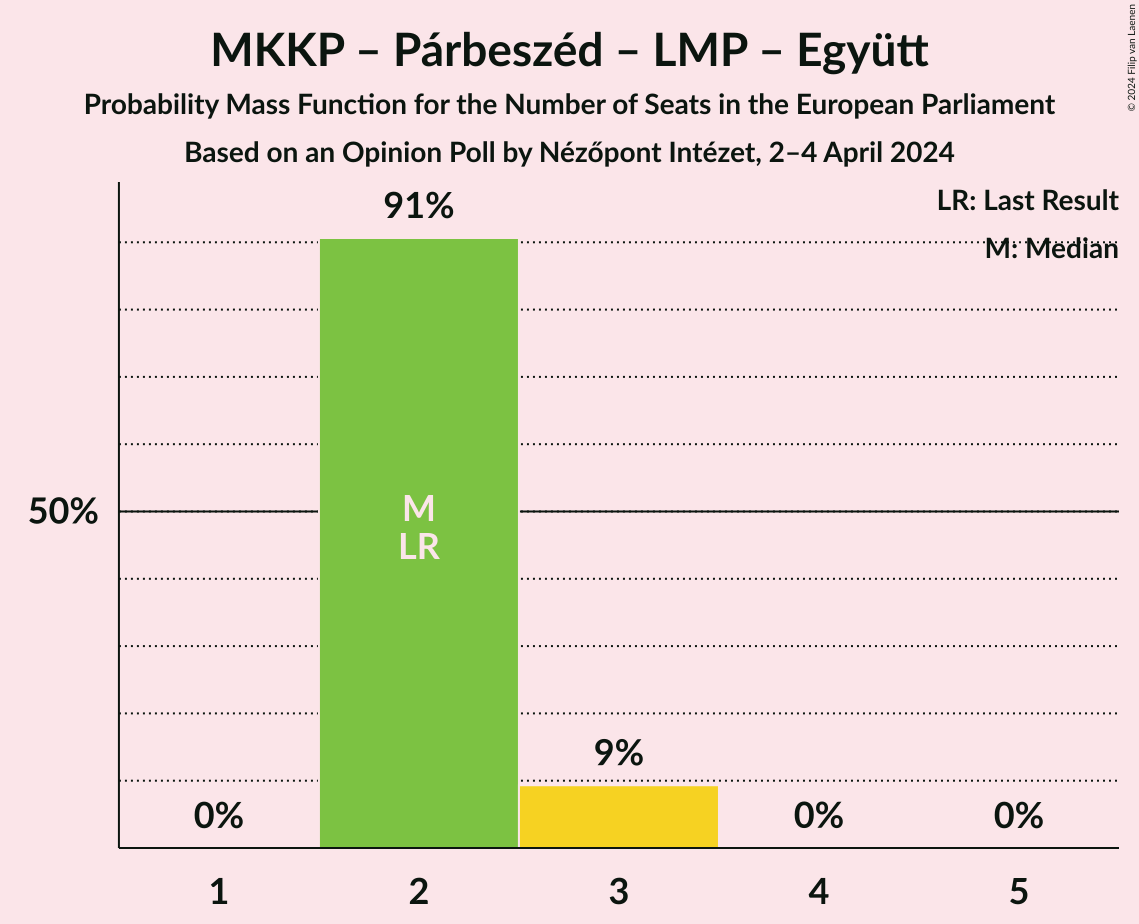 MKKP – Párbeszéd – LMP – Együtt
Probability Mass Function for the Number of Seats in the European Parliament
Based on an Opinion Poll by Nézőpont Intézet, 2–4 April 2024
© 2024 Filip van Laenen
LR: Last Result
M: Median
91%
50%
M
LR
9%
0%
0%
0%
1
2
3
4
5